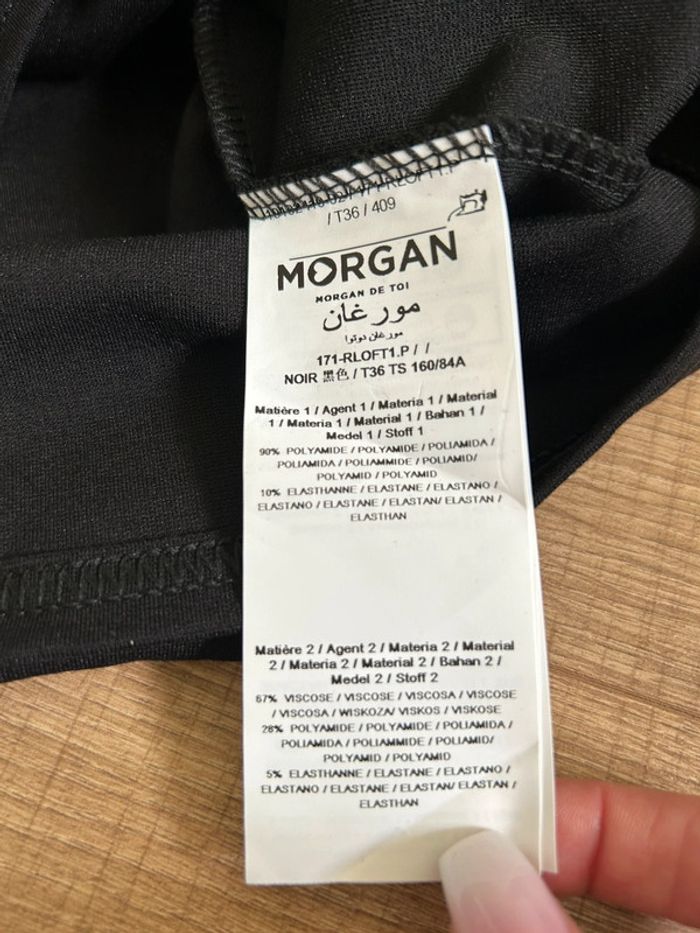 / T36 / 409
MORGAN
MORGAN DE TOI
مورغان
مورغان دوتوا
171-RLOFT1.P / /
NOIR 黑色 / T36 TS 160/84A
Matière 1 / Agent 1 / Materia 1 / Material
1 / Materia 1 / Material 1 / Bahan 1 /
Medel 1 / Stoff 1
90% POLYAMIDE / POLYAMIDE / POLIAMIDA /
POLIAMIDA / POLIAMMIDE / POLIAMID/
POLYAMID / POLYAMID
10% ELASTHANNE / ELASTANE / ELASTANO /
ELASTANO / ELASTANE / ELASTAN/ ELASTAN /
ELASTHAN
Matière 2 / Agent 2 / Materia 2 / Material
2 / Materia 2 / Material 2 / Bahan 2 /
Medel 2 / Stoff 2
67% VISCOSE / VISCOSE / VISCOSA / VISCOSE
/ VISCOSA / WISKOZA/ VISKOS / VISKOSE
28% POLYAMIDE / POLYAMIDE / POLIAMIDA /
POLIAMIDA / POLIAMMIDE / POLIAMID/
POLYAMID / POLYAMID
5% ELASTHANNE / ELASTANE / ELASTANO /
ELASTANO / ELASTANE / ELASTAN/ ELASTAN /
ELASTHAN